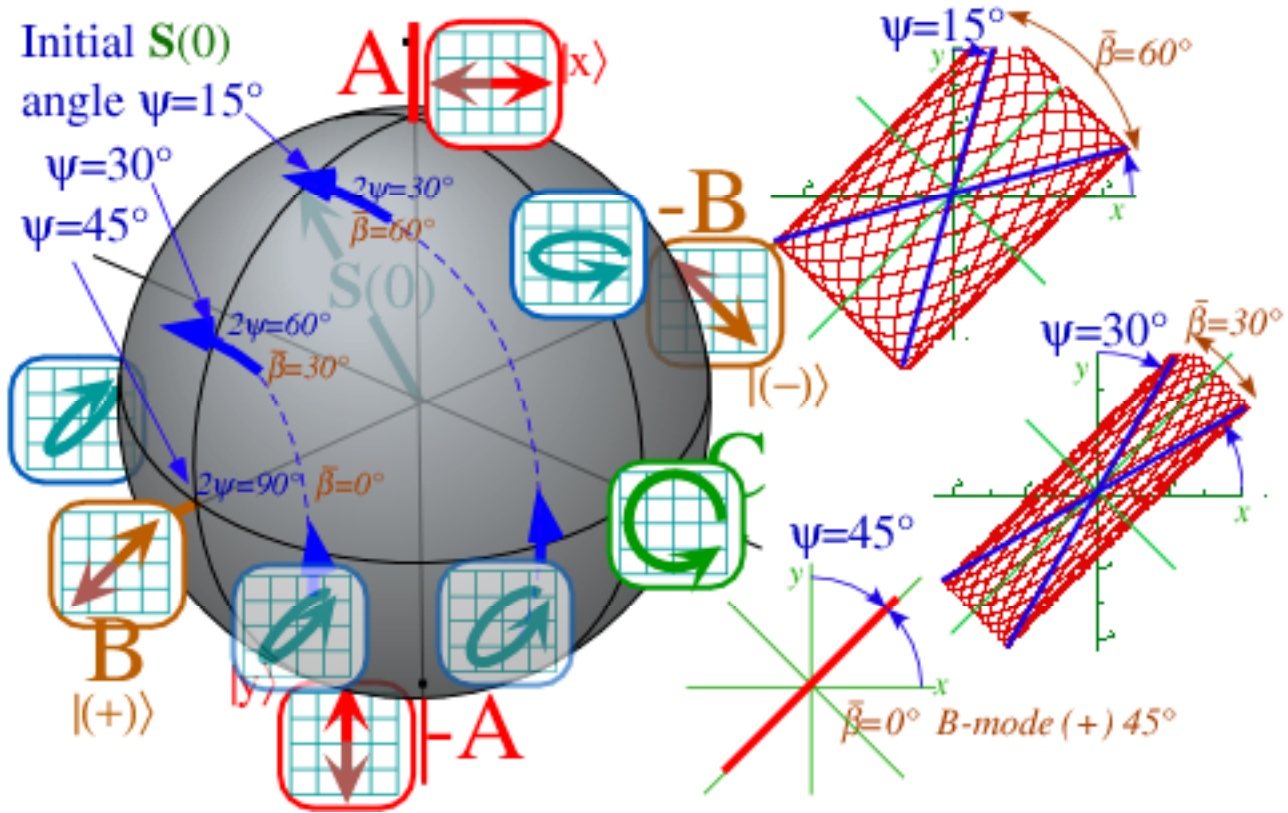 Initial S(0)
angle ψ=15°
ψ=30°
ψ=45°
A
|x⟩
2ψ=30°
β̄=60°
S(0)
2ψ=60°
β̄=30°
2ψ=90° β̄=0°
-B
|(−)⟩
C
B
|(+)⟩
|y⟩
-A
ψ=15°
β̄=60°
y
x
ψ=30°
β̄=30°
y
x
ψ=45°
y
x
β̄=0° B-mode (+) 45°